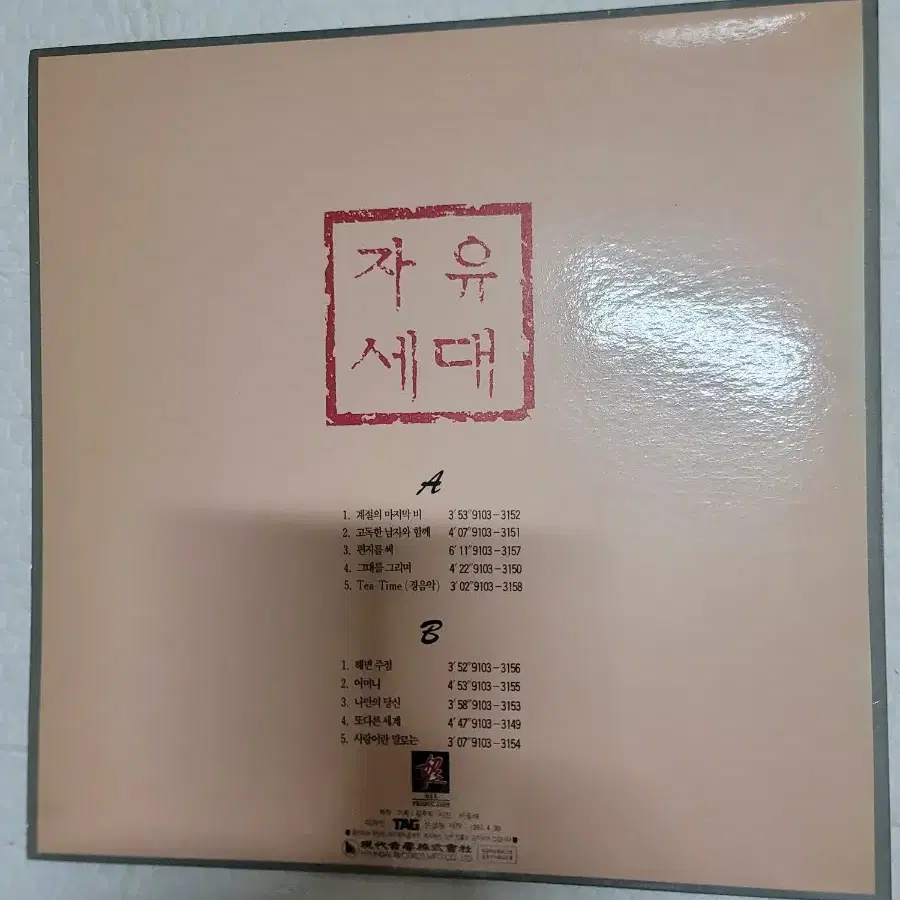 자 유
세 대
A
1. 계절의 마지막 비 3′53″9103-3152
2. 고독한 남자와 함께 4′07″9103-3151
3. 편지를 써 6′11″9103-3157
4. 그대를 그리며 4′22″9103-3150
5. Tea Time (경음악) 3′02″9103-3158
B
1. 해변 주점 3′52″9103-3156
2. 어머니 4′53″9103-3155
3. 나만의 당신 3′58″9103-3153
4. 또다른 세계 4′47″9103-3149
5. 사랑이란 말로는 3′07″9103-3154
TAG
現代音響株式會社